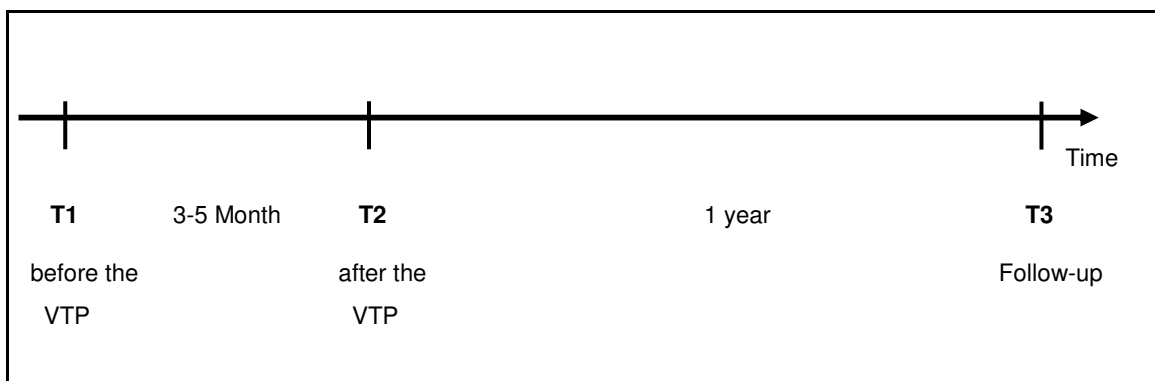 Time
T1 3-5 Month T2 1 year T3
before the after the Follow-up
VTP VTP